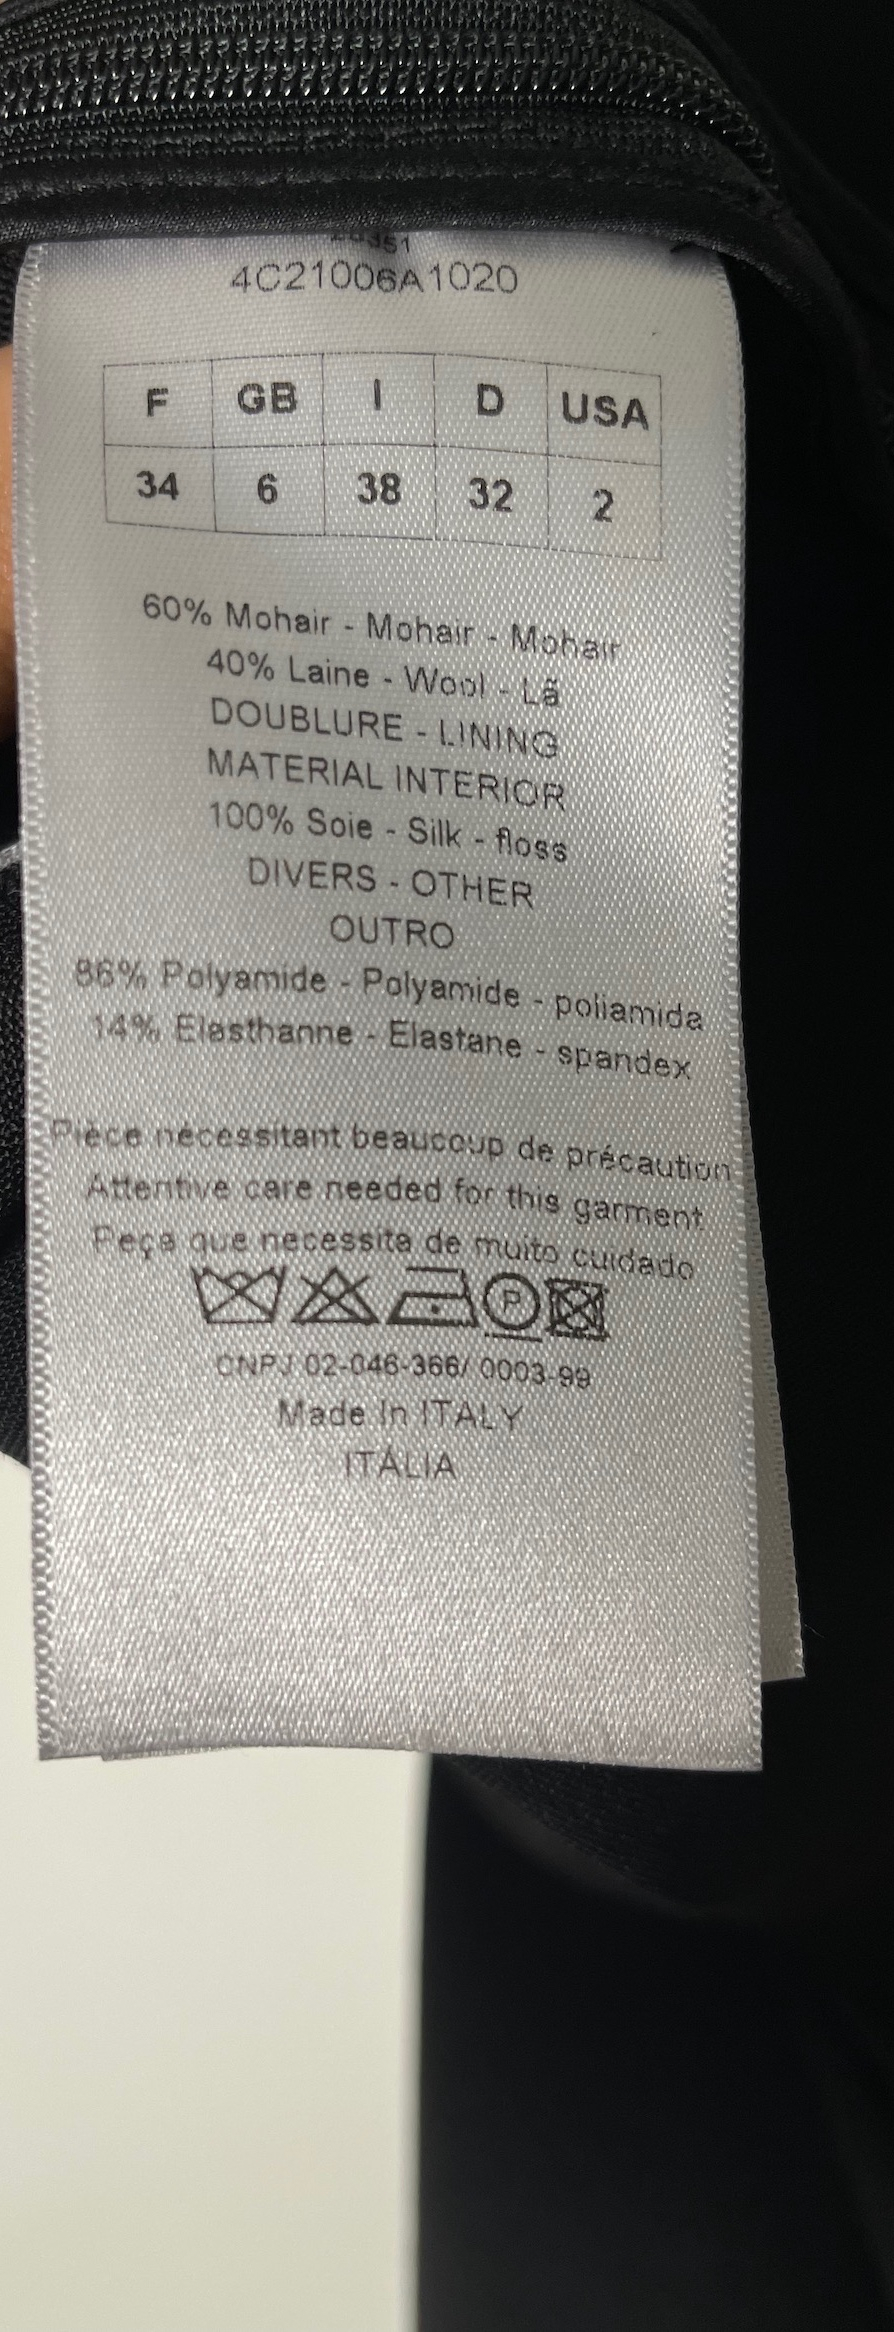 4C21006A1020
F GB I D USA
34 6 38 32 2
60% Mohair - Mohair - Mohair
40% Laine - Wool - Lã
DOUBLURE - LINING
MATERIAL INTERIOR
100% Soie - Silk - floss
DIVERS - OTHER
OUTRO
86% Polyamide - Polyamide - poliamida
14% Elasthanne - Elastane - spandex
Pièce nécessitant beaucoup de précaution
Attentive care needed for this garment
Peça que necessita de muito cuidado
P
CNPJ 02-046-366/ 0003-99
Made In ITALY
ITÁLIA